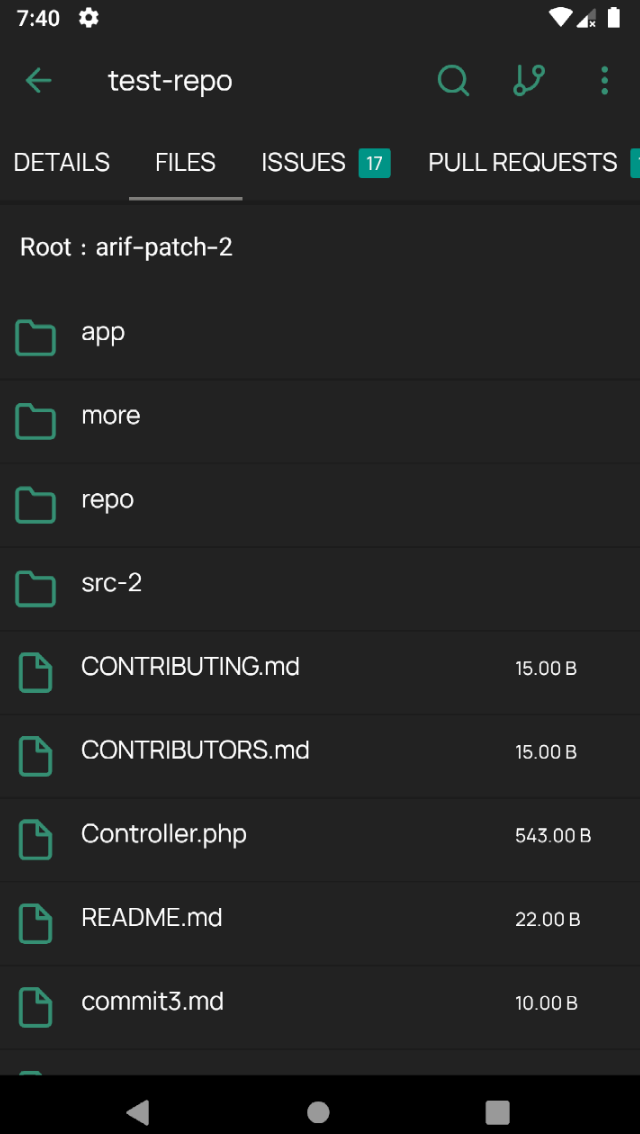 7:40
test-repo
DETAILS FILES ISSUES 17 PULL REQUESTS
Root : arif-patch-2
app
more
repo
src-2
CONTRIBUTING.md 15.00 B
CONTRIBUTORS.md 15.00 B
Controller.php 543.00 B
README.md 22.00 B
commit3.md 10.00 B